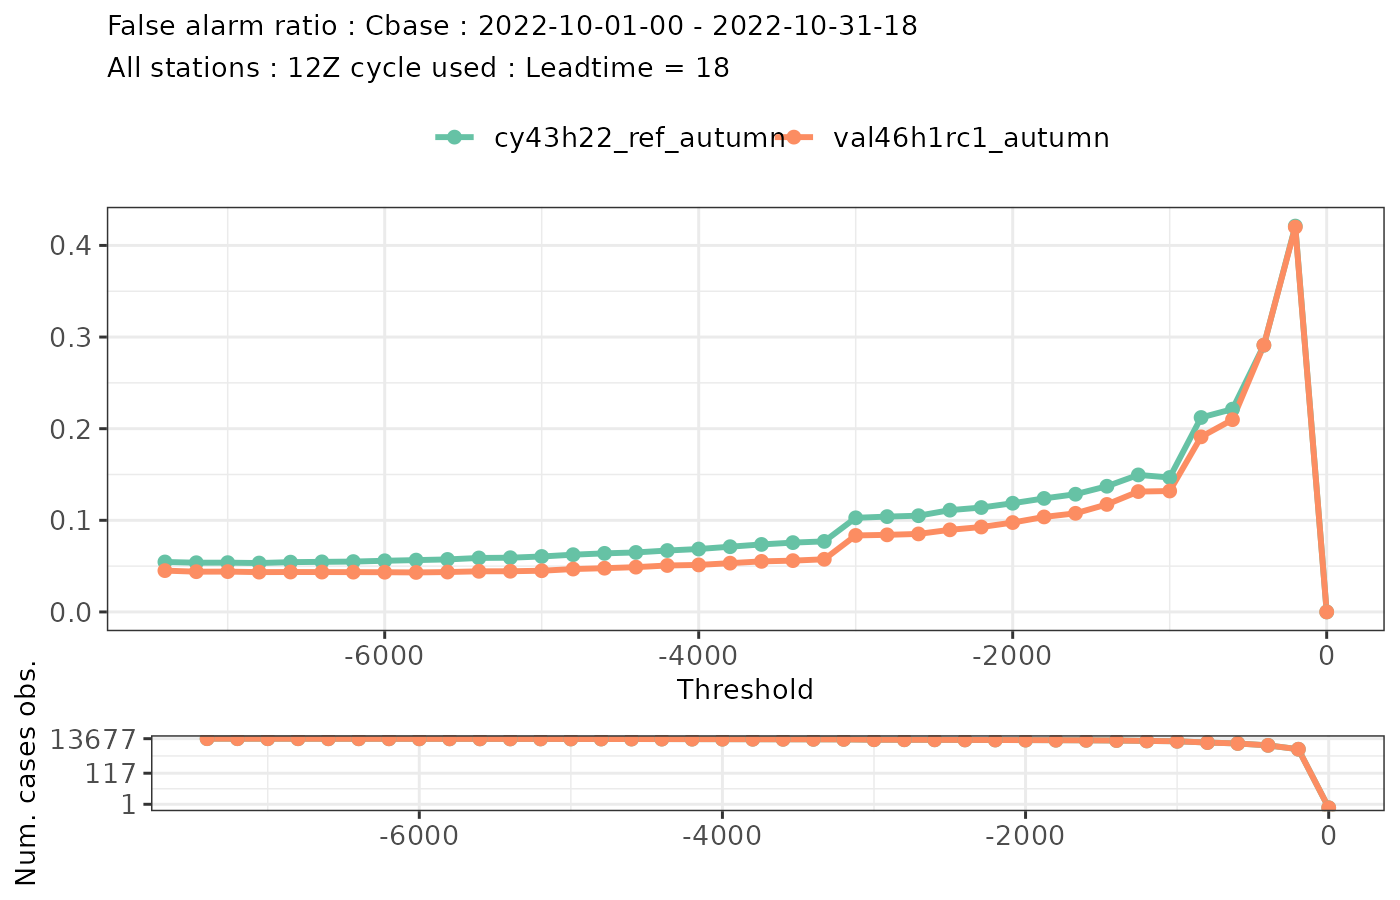 False alarm ratio : Cbase : 2022-10-01-00 - 2022-10-31-18
All stations : 12Z cycle used : Leadtime = 18
cy43h22_ref_autumn val46h1rc1_autumn
0.4
0.3
0.2
0.1
0.0
-6000 -4000 -2000 0
Threshold
Num. cases obs.
13677
117
1
-6000 -4000 -2000 0